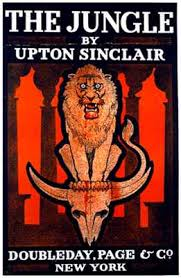 THE JUNGLE
BY
UPTON SINCLAIR
DOUBLEDAY, PAGE & Co.
NEW YORK